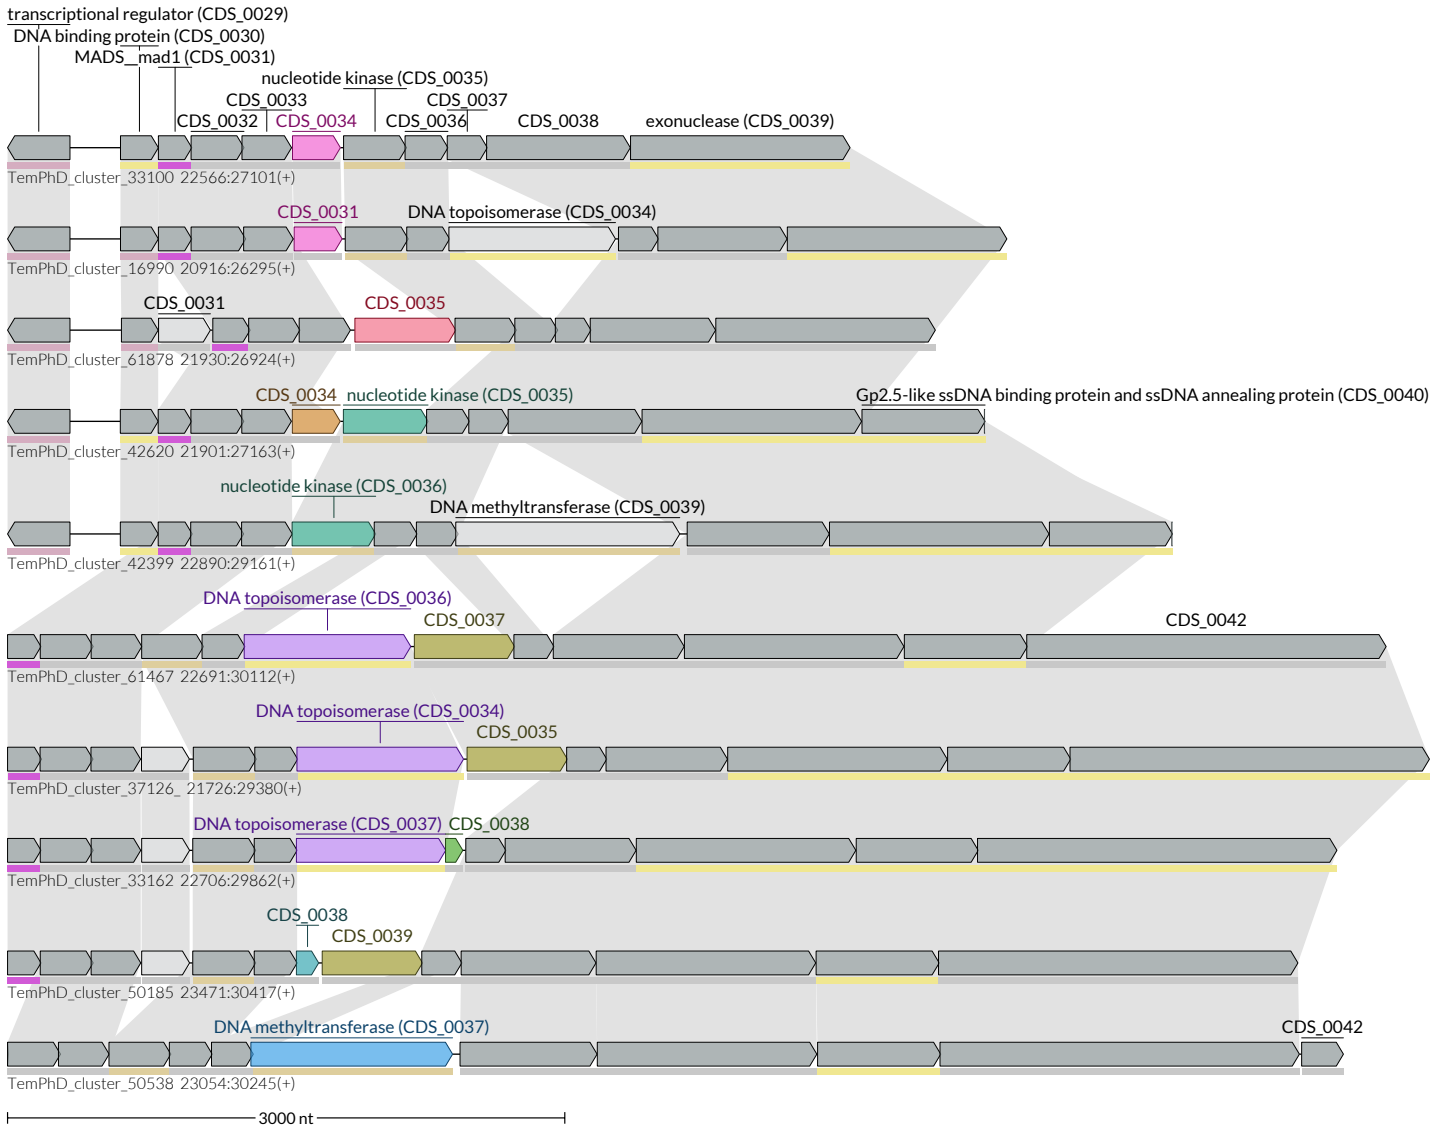 transcriptional regulator (CDS_0029)
DNA binding protein (CDS_0030)
MADS__mad1 (CDS_0031)
nucleotide kinase (CDS_0035)
CDS_0033 CDS_0037
CDS_0032 CDS_0034 CDS_0036 CDS_0038 exonuclease (CDS_0039)
TemPhD_cluster_33100 22566:27101(+)
CDS_0031 DNA topoisomerase (CDS_0034)
TemPhD_cluster_16990 20916:26295(+)
CDS_0031 CDS_0035
TemPhD_cluster_61878 21930:26924(+)
CDS_0034 nucleotide kinase (CDS_0035) Gp2.5-like ssDNA binding protein and ssDNA annealing protein (CDS_0040)
TemPhD_cluster_42620 21901:27163(+)
nucleotide kinase (CDS_0036)
DNA methyltransferase (CDS_0039)
TemPhD_cluster_42399 22890:29161(+)
DNA topoisomerase (CDS_0036)
CDS_0037 CDS_0042
TemPhD_cluster_61467 22691:30112(+)
DNA topoisomerase (CDS_0034)
CDS_0035
TemPhD_cluster_37126_ 21726:29380(+)
DNA topoisomerase (CDS_0037) CDS_0038
TemPhD_cluster_33162 22706:29862(+)
CDS_0038
CDS_0039
TemPhD_cluster_50185 23471:30417(+)
DNA methyltransferase (CDS_0037) CDS_0042
TemPhD_cluster_50538 23054:30245(+)
3000 nt